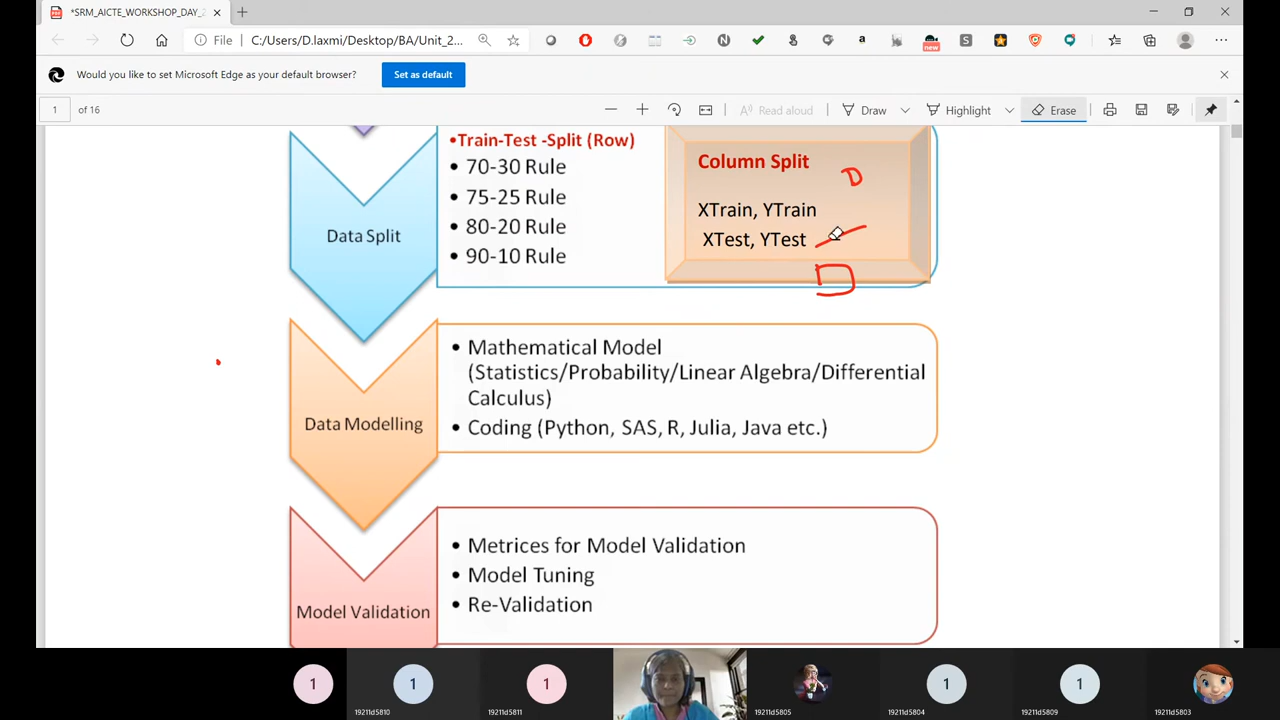 *SRM_AICTE_WORKSHOP_DAY_2
File
C:/Users/D.laxmi/Desktop/BA/Unit_2...
new
Would you like to set Microsoft Edge as your default browser?
Set as default
1 of 16
Read aloud
Draw
Highlight
Erase
•Train-Test -Split (Row)
• 70-30 Rule
• 75-25 Rule
• 80-20 Rule
• 90-10 Rule
Column Split
D
XTrain, YTrain
XTest, YTest
Data Split
• Mathematical Model
(Statistics/Probability/Linear Algebra/Differential
Calculus)
• Coding (Python, SAS, R, Julia, Java etc.)
Data Modelling
• Metrices for Model Validation
• Model Tuning
• Re-Validation
Model Validation
1
1
1
1
1
19211d5810
19211d5811
19211d5805
19211d5804
19211d5809
19211d5803